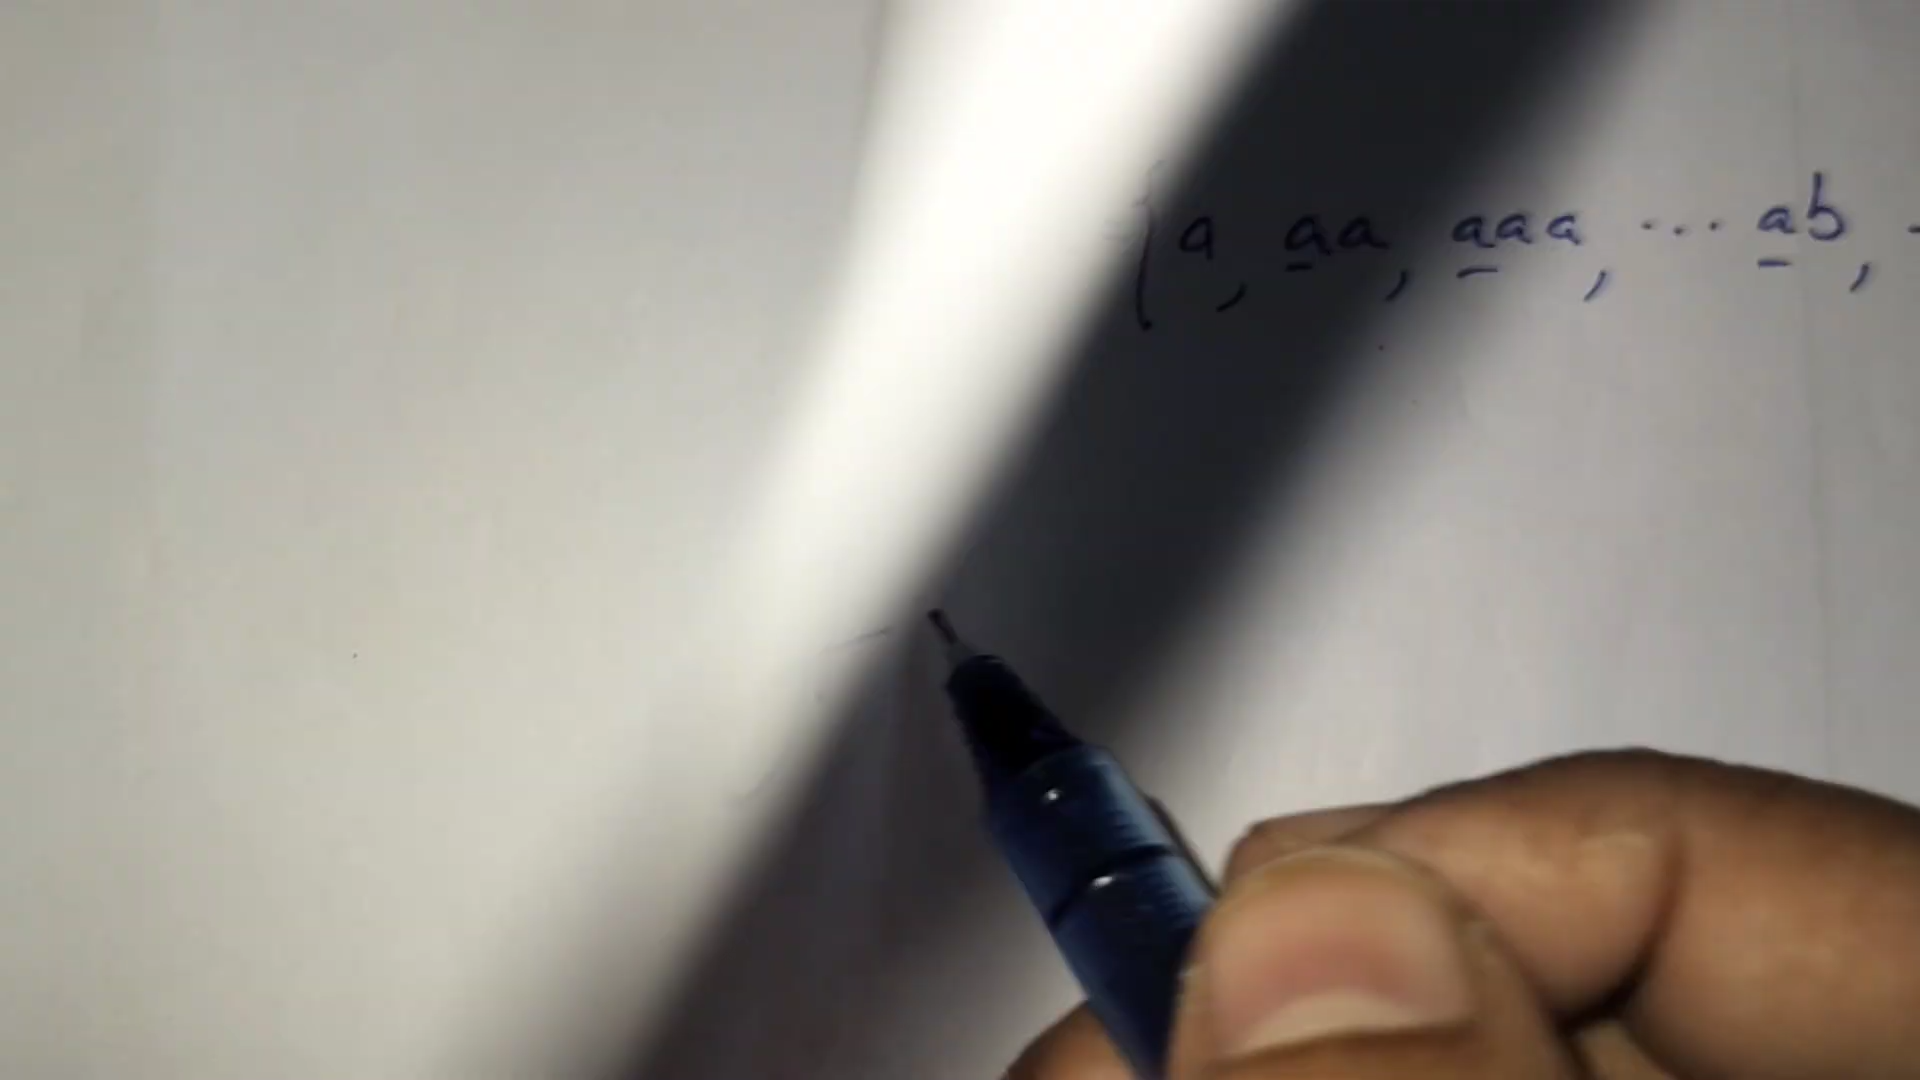 {a, aa, aaa, ... ab,